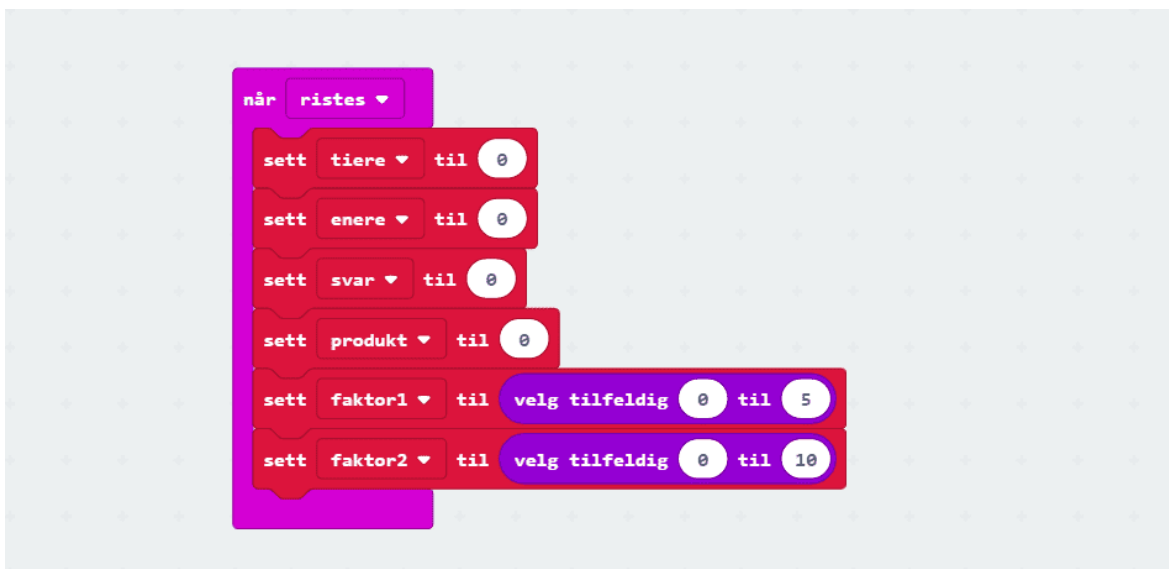 når ristes
sett tiere til 0
sett enere til 0
sett svar til 0
sett produkt til 0
sett faktor1 til velg tilfeldig 0 til 5
sett faktor2 til velg tilfeldig 0 til 10